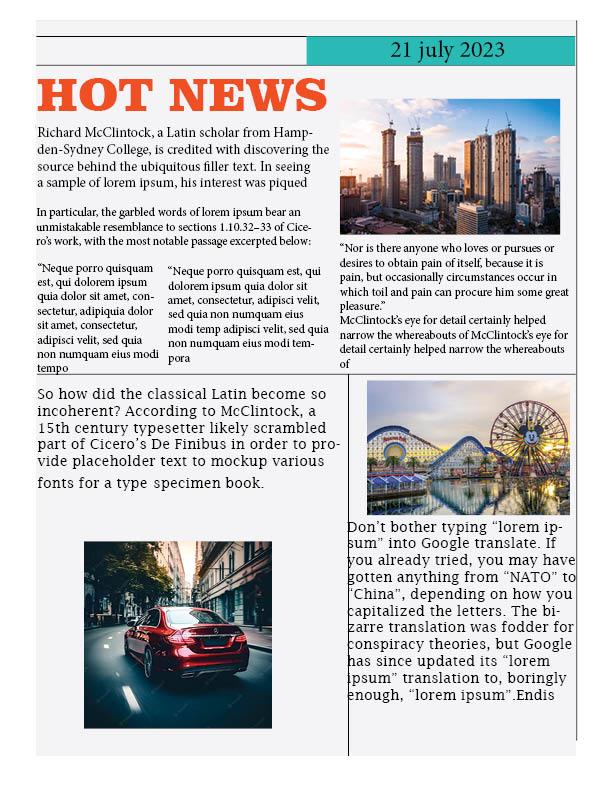 21 july 2023
HOT NEWS
Richard McClintock, a Latin scholar from Hamp-
den-Sydney College, is credited with discovering the
source behind the ubiquitous filler text. In seeing
a sample of lorem ipsum, his interest was piqued
In particular, the garbled words of lorem ipsum bear an
unmistakable resemblance to sections 1.10.32–33 of Cice-
ro's work, with the most notable passage excerpted below:
“Neque porro quisquam
est, qui dolorem ipsum
quia dolor sit amet, con-
sectetur, adipiquia dolor
sit amet, consectetur,
adipisci velit, sed quia
non numquam eius modi
tempo
“Neque porro quisquam est, qui
dolorem ipsum quia dolor sit
amet, consectetur, adipisci velit,
sed quia non numquam eius
modi temp adipisci velit, sed quia
non numquam eius modi tem-
pora
“Nor is there anyone who loves or pursues or
desires to obtain pain of itself, because it is
pain, but occasionally circumstances occur in
which toil and pain can procure him some great
pleasure.”
McClintock's eye for detail certainly helped
narrow the whereabouts of McClintock's eye for
detail certainly helped narrow the whereabouts
of
So how did the classical Latin become so
incoherent? According to McClintock, a
15th century typesetter likely scrambled
part of Cicero's De Finibus in order to pro-
vide placeholder text to mockup various
fonts for a type specimen book.
Don't bother typing “lorem ip-
sum” into Google translate. If
you already tried, you may have
gotten anything from “NATO” to
“China”, depending on how you
capitalized the letters. The bi-
zarre translation was fodder for
conspiracy theories, but Google
has since updated its “lorem
ipsum” translation to, boringly
enough, “lorem ipsum”.Endis